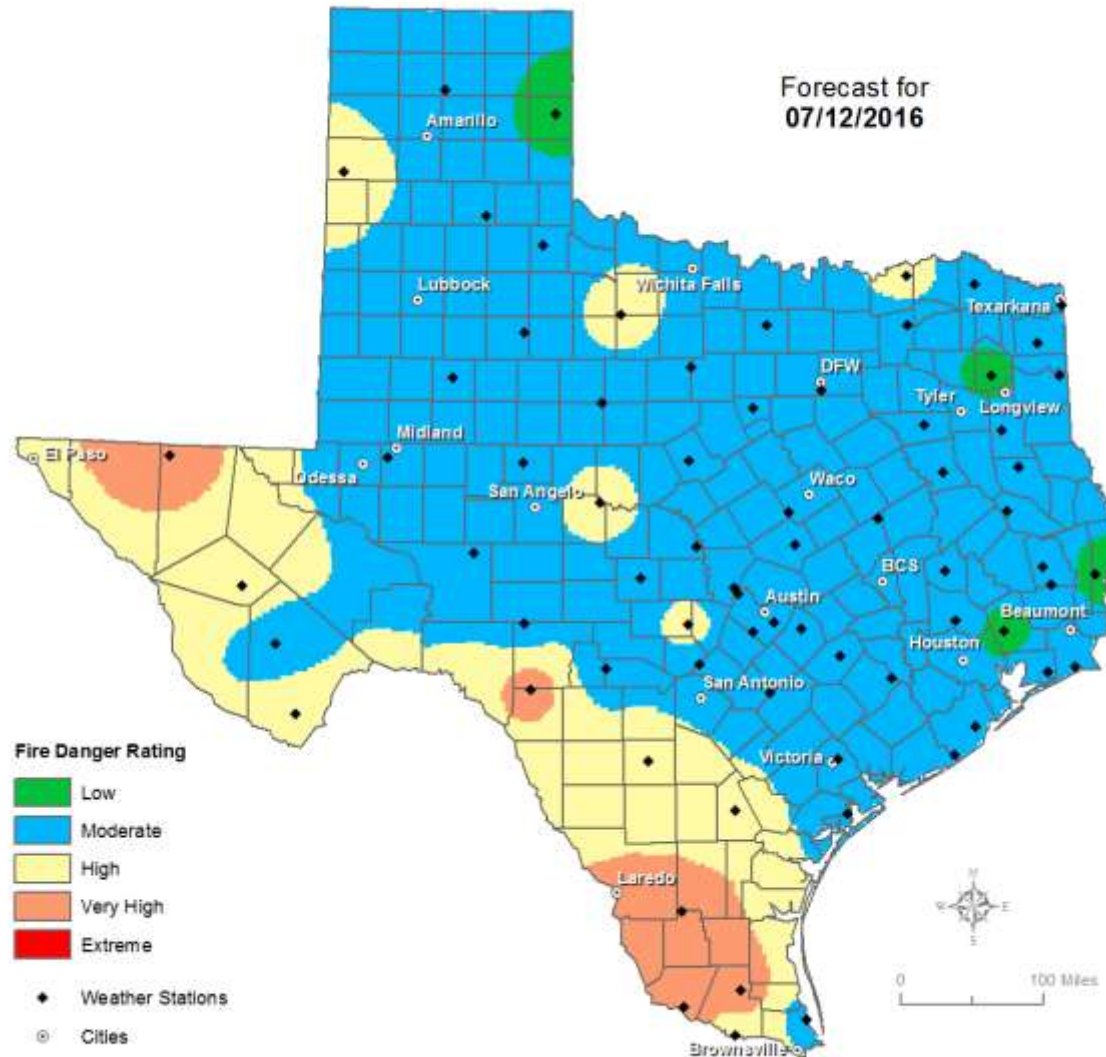 Forecast for
07/12/2016
Amarillo
Lubbock
Wichita Falls
Texarkana
DFW
Tyler
Longview
El Paso
Midland
Odessa
San Angelo
Waco
BCS
Austin
Beaumont
Houston
San Antonio
Victoria
Laredo
Brownsville
Fire Danger Rating
Low
Moderate
High
Very High
Extreme
Weather Stations
Cities
N
W
E
S
0
100 Miles